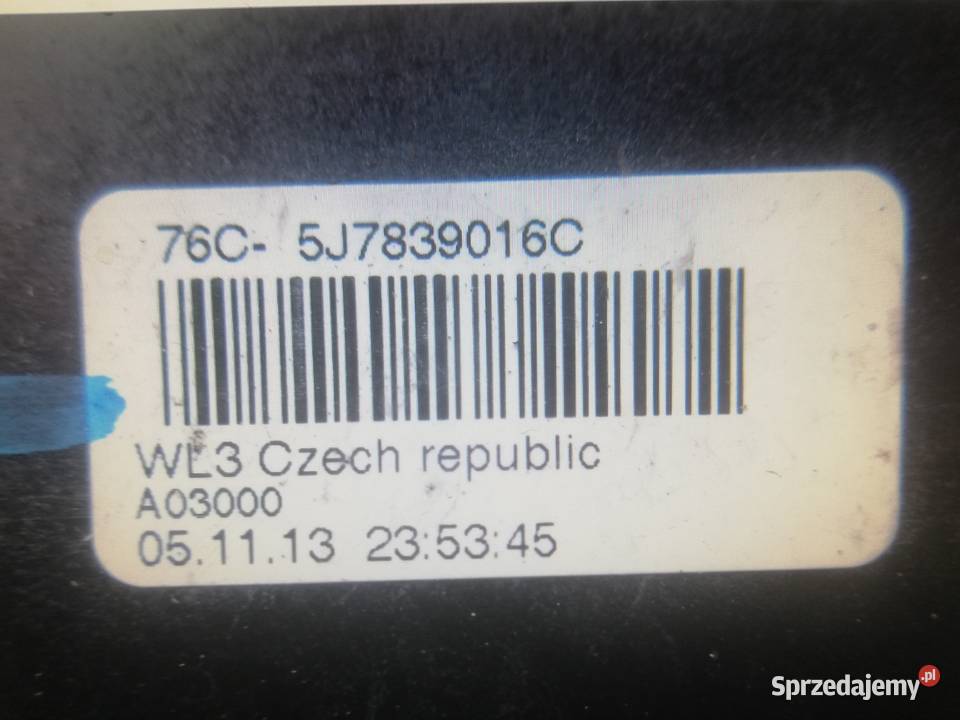 76C- 5J7839016C
WL3 Czech republic
A03000
05.11.13 23:53:45
Sprzedajemy.pl